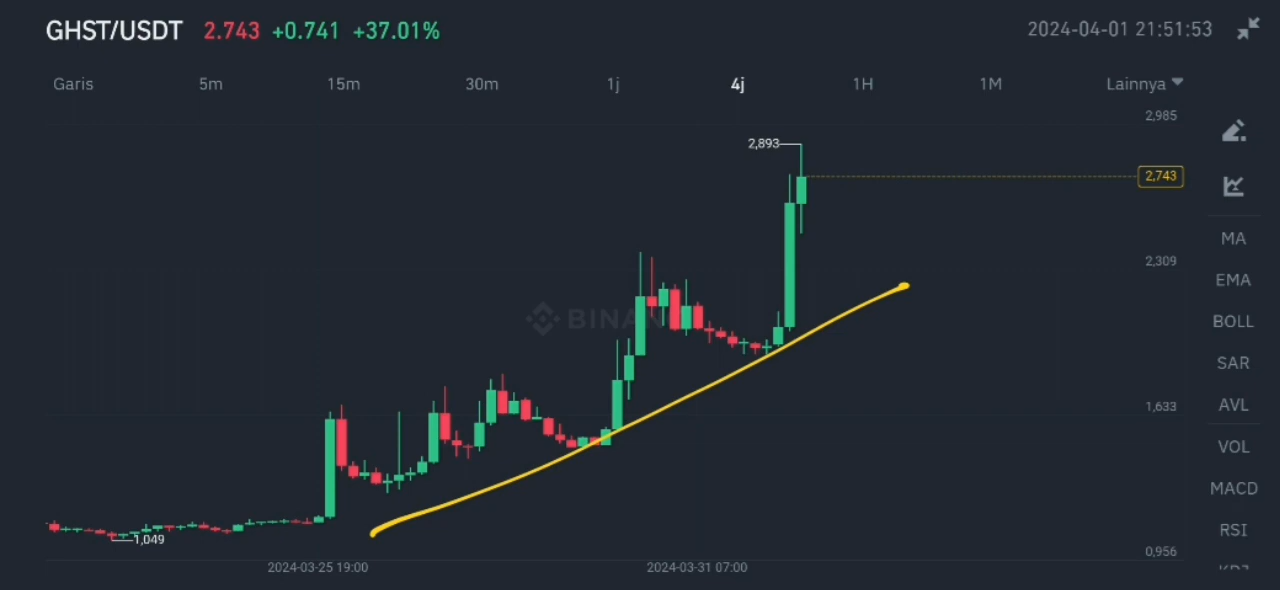 GHST/USDT 2.743 +0.741 +37.01% 2024-04-01 21:51:53
Garis 5m 15m 30m 1j 4j 1H 1M Lainnya
2,985
2,893
2,743
MA
2,309
EMA
BINAN
BOLL
SAR
1,633
AVL
VOL
MACD
RSI
1,049
0,956
2024-03-25 19:00 2024-03-31 07:00